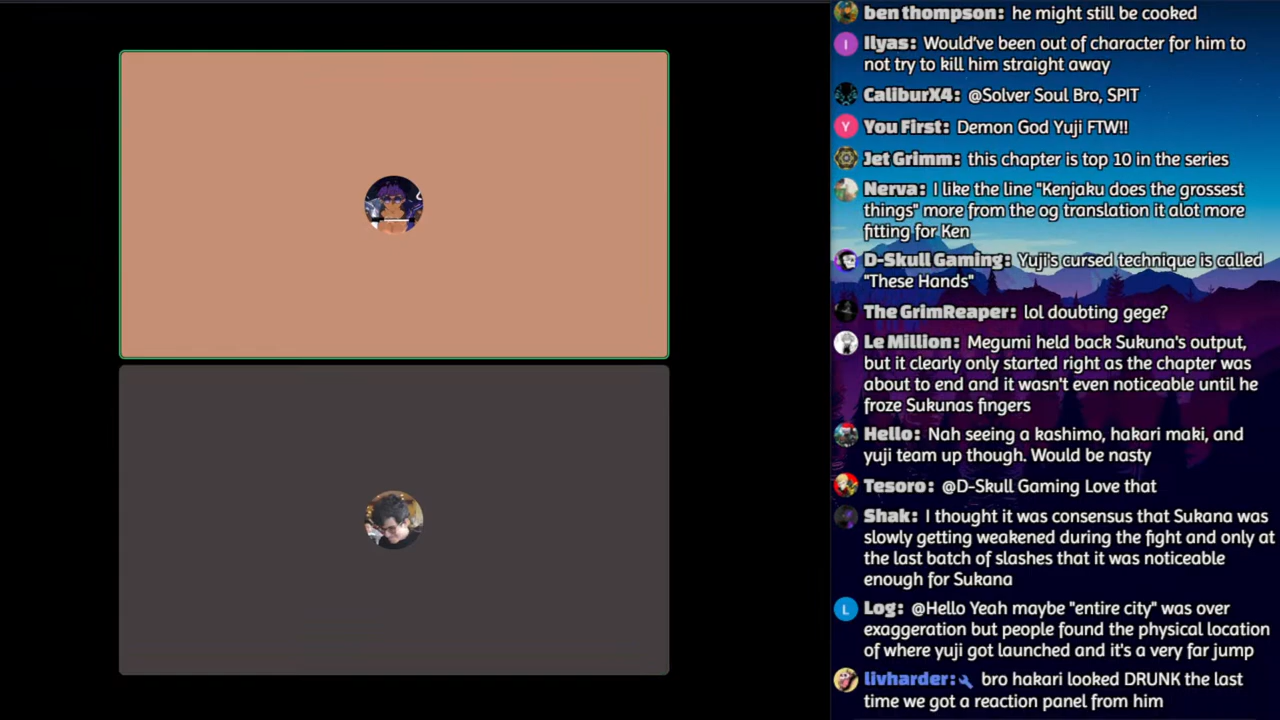 ben thompson: he might still be cooked
I
Ilyas: Would've been out of character for him to
not try to kill him straight away
CaliburX4: @Solver Soul Bro, SPIT
Y
You First: Demon God Yuji FTW!!
Jet Grimm: this chapter is top 10 in the series
Nerva: I like the line "Kenjaku does the grossest
things" more from the og translation it alot more
fitting for Ken
D-Skull Gaming: Yuji's cursed technique is called
"These Hands"
The GrimReaper: lol doubting gege?
Le Million: Megumi held back Sukuna's output,
but it clearly only started right as the chapter was
about to end and it wasn't even noticeable until he
froze Sukunas fingers
Hello: Nah seeing a kashimo, hakari maki, and
yuji team up though. Would be nasty
Tesoro: @D-Skull Gaming Love that
Shak: I thought it was consensus that Sukana was
slowly getting weakened during the fight and only at
the last batch of slashes that it was noticeable
enough for Sukana
L
Log: @Hello Yeah maybe "entire city" was over
exaggeration but people found the physical location
of where yuji got launched and it's a very far jump
livharder: bro hakari looked DRUNK the last
time we got a reaction panel from him